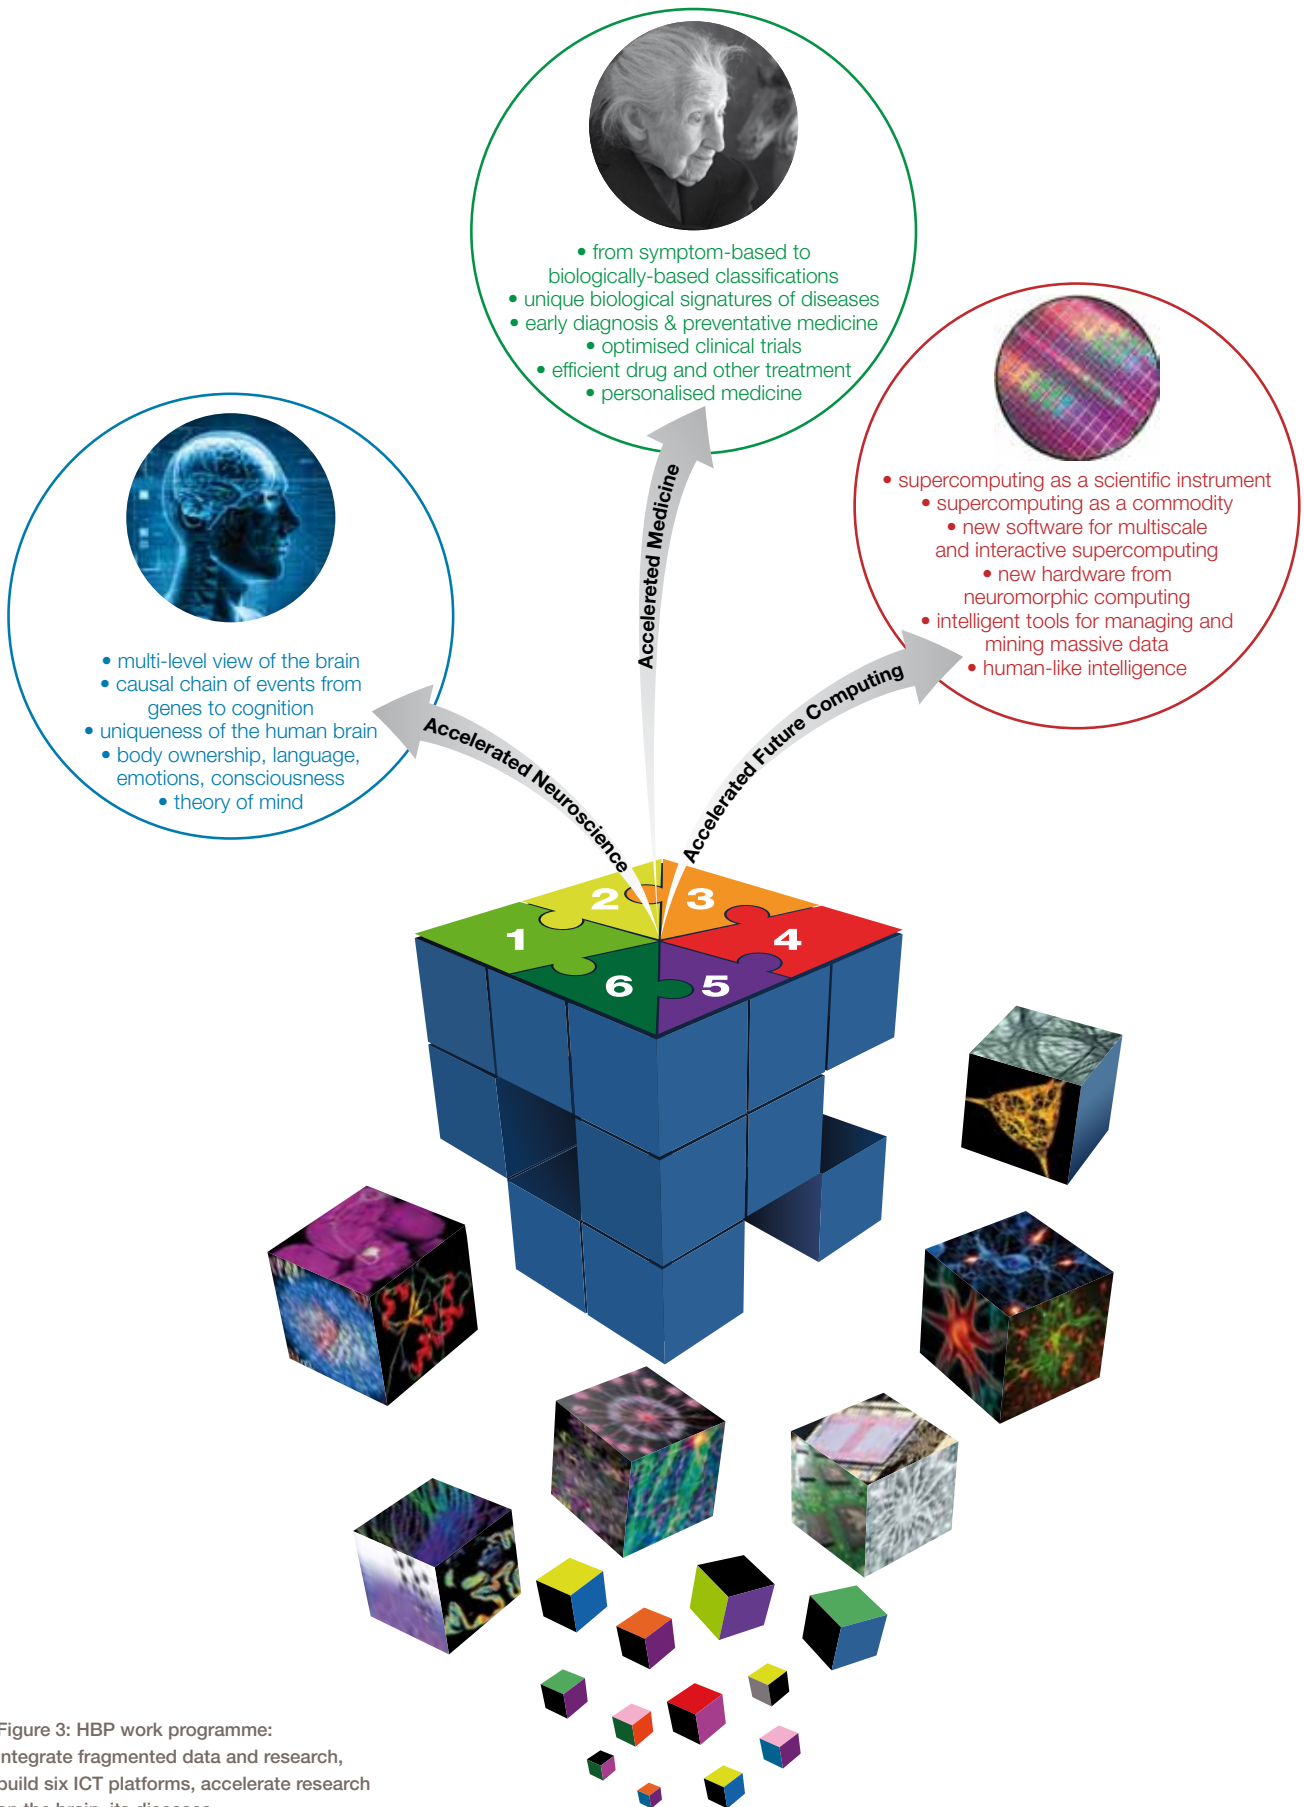 • from symptom-based to
biologically-based classifications
• unique biological signatures of diseases
• early diagnosis & preventative medicine
• optimised clinical trials
• efficient drug and other treatment
• personalised medicine
• supercomputing as a scientific instrument
• supercomputing as a commodity
• new software for multiscale
and interactive supercomputing
• new hardware from
neuromorphic computing
• intelligent tools for managing and
mining massive data
• human-like intelligence
• multi-level view of the brain
• causal chain of events from
genes to cognition
• uniqueness of the human brain
• body ownership, language,
emotions, consciousness
• theory of mind
Accelerated Neuroscience
Accelereted Medicine
Accelerated Future Computing
1
2
3
4
5
6
Figure 3: HBP work programme:
integrate fragmented data and research,
build six ICT platforms, accelerate research
on the brain, its diseases